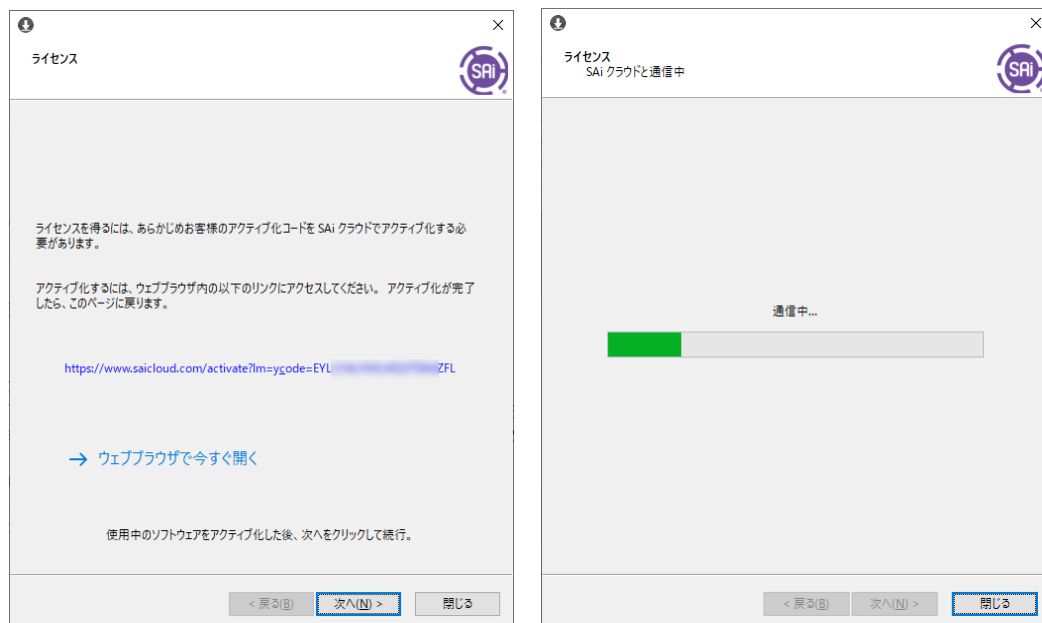 ライセンス
SAi
ライセンスを得るには、あらかじめお客様のアクティブ化コードを SAi クラウドでアクティブ化する必
要があります。
アクティブ化するには、ウェブブラウザ内の以下のリンクにアクセスしてください。 アクティブ化が完了
したら、このページに戻ります。
https://www.saicloud.com/activate?lm=ycode=EYL ZFL
→ ウェブブラウザで今すぐ開く
使用中のソフトウェアをアクティブ化した後、次へをクリックして続行。
< 戻る(B) 次へ(N) > 閉じる
ライセンス
SAi クラウドと通信中
SAi
通信中...
< 戻る(B) 次へ(N) > 閉じる